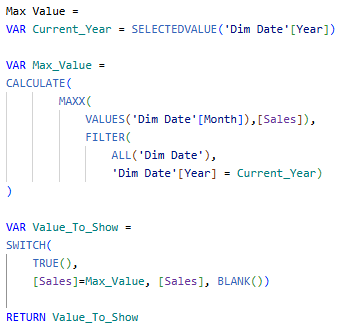 Max Value =
VAR Current_Year = SELECTEDVALUE('Dim Date'[Year])
VAR Max_Value =
CALCULATE(
MAXX(
VALUES('Dim Date'[Month]),[Sales]),
FILTER(
ALL('Dim Date'),
'Dim Date'[Year] = Current_Year)
)
VAR Value_To_Show =
SWITCH(
TRUE(),
[Sales]=Max_Value, [Sales], BLANK())
RETURN Value_To_Show